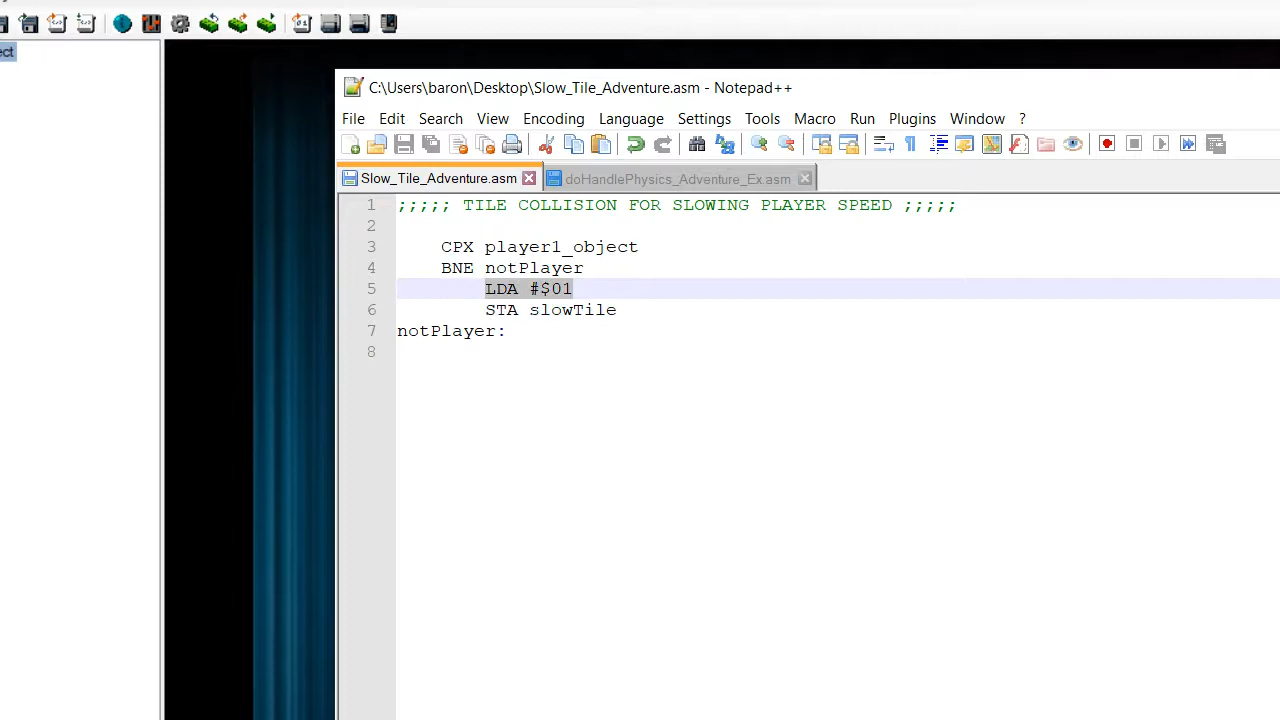 ect
C:\Users\baron\Desktop\Slow_Tile_Adventure.asm - Notepad++
File Edit Search View Encoding Language Settings Tools Macro Run Plugins Window ?
Slow_Tile_Adventure.asm doHandlePhysics_Adventure_Ex.asm
1 ;;;;; TILE COLLISION FOR SLOWING PLAYER SPEED ;;;;;
2
3 CPX player1_object
4 BNE notPlayer
5 LDA #$01
6 STA slowTile
7 notPlayer:
8